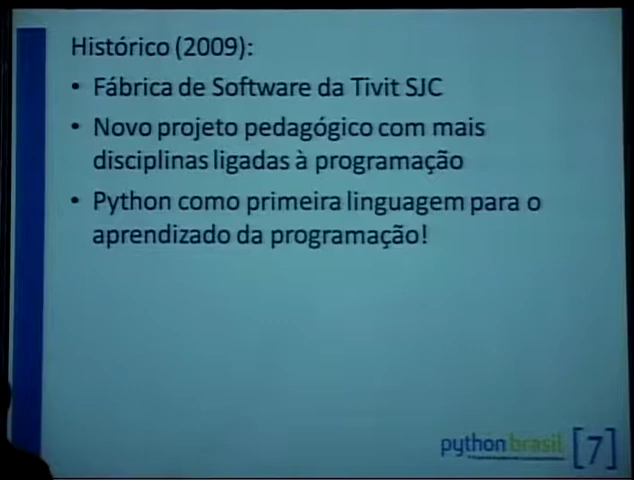 Histórico (2009):
• Fábrica de Software da Tivit SJC
• Novo projeto pedagógico com mais
disciplinas ligadas à programação
• Python como primeira linguagem para o
aprendizado da programação!
python brasil [7]